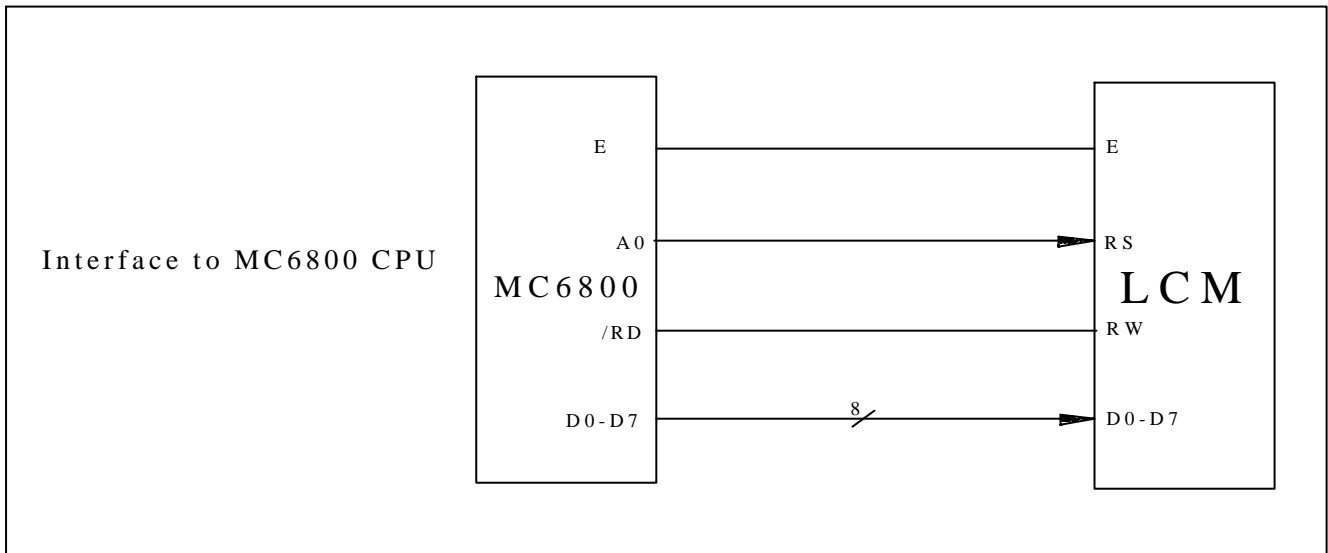 Interface to MC6800 CPU
MC6800
E
A0
/RD
D0-D7
8
LCM
E
RS
RW
D0-D7